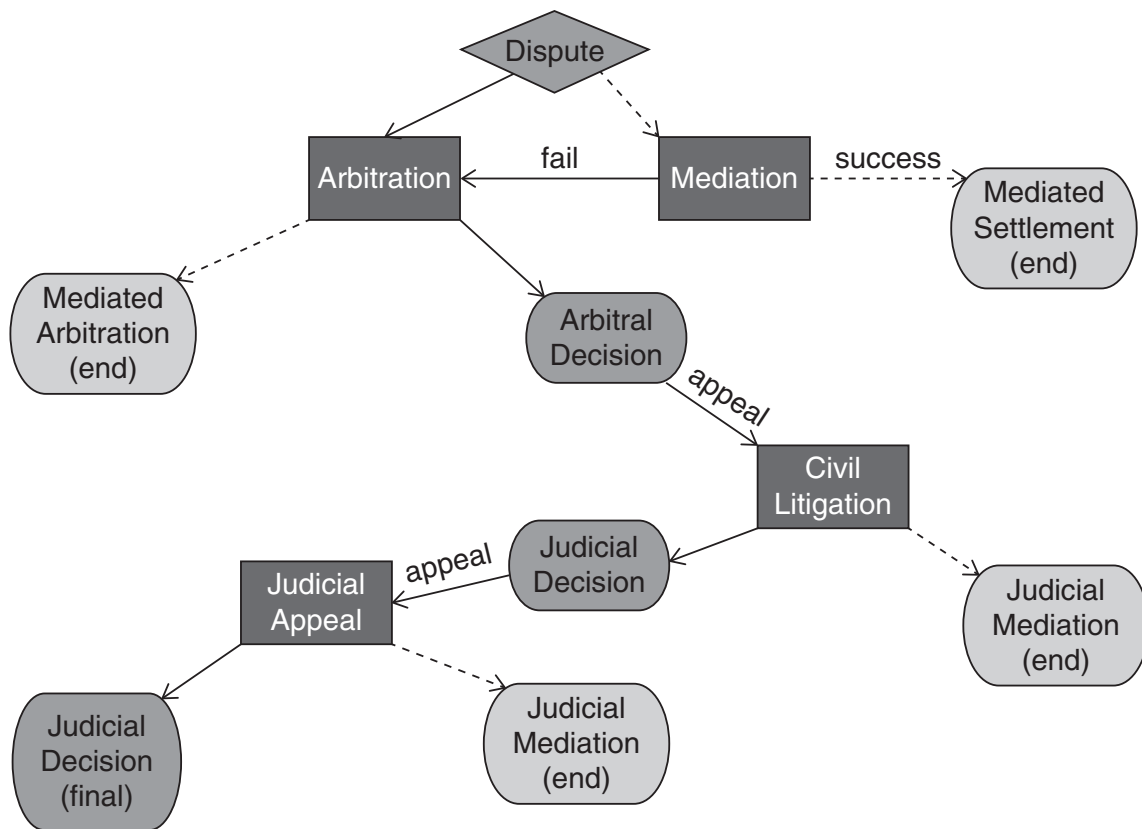 Dispute
Arbitration
fail
Mediation
success
Mediated
Settlement
(end)
Mediated
Arbitration
(end)
Arbitral
Decision
appeal
Civil
Litigation
Judicial
Decision
appeal
Judicial
Appeal
Judicial
Mediation
(end)
Judicial
Decision
(final)
Judicial
Mediation
(end)